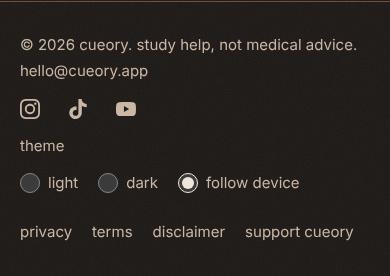 © 2026 cueory. study help, not medical advice.
hello@cueory.app
theme
light dark follow device
privacy terms disclaimer support cueory